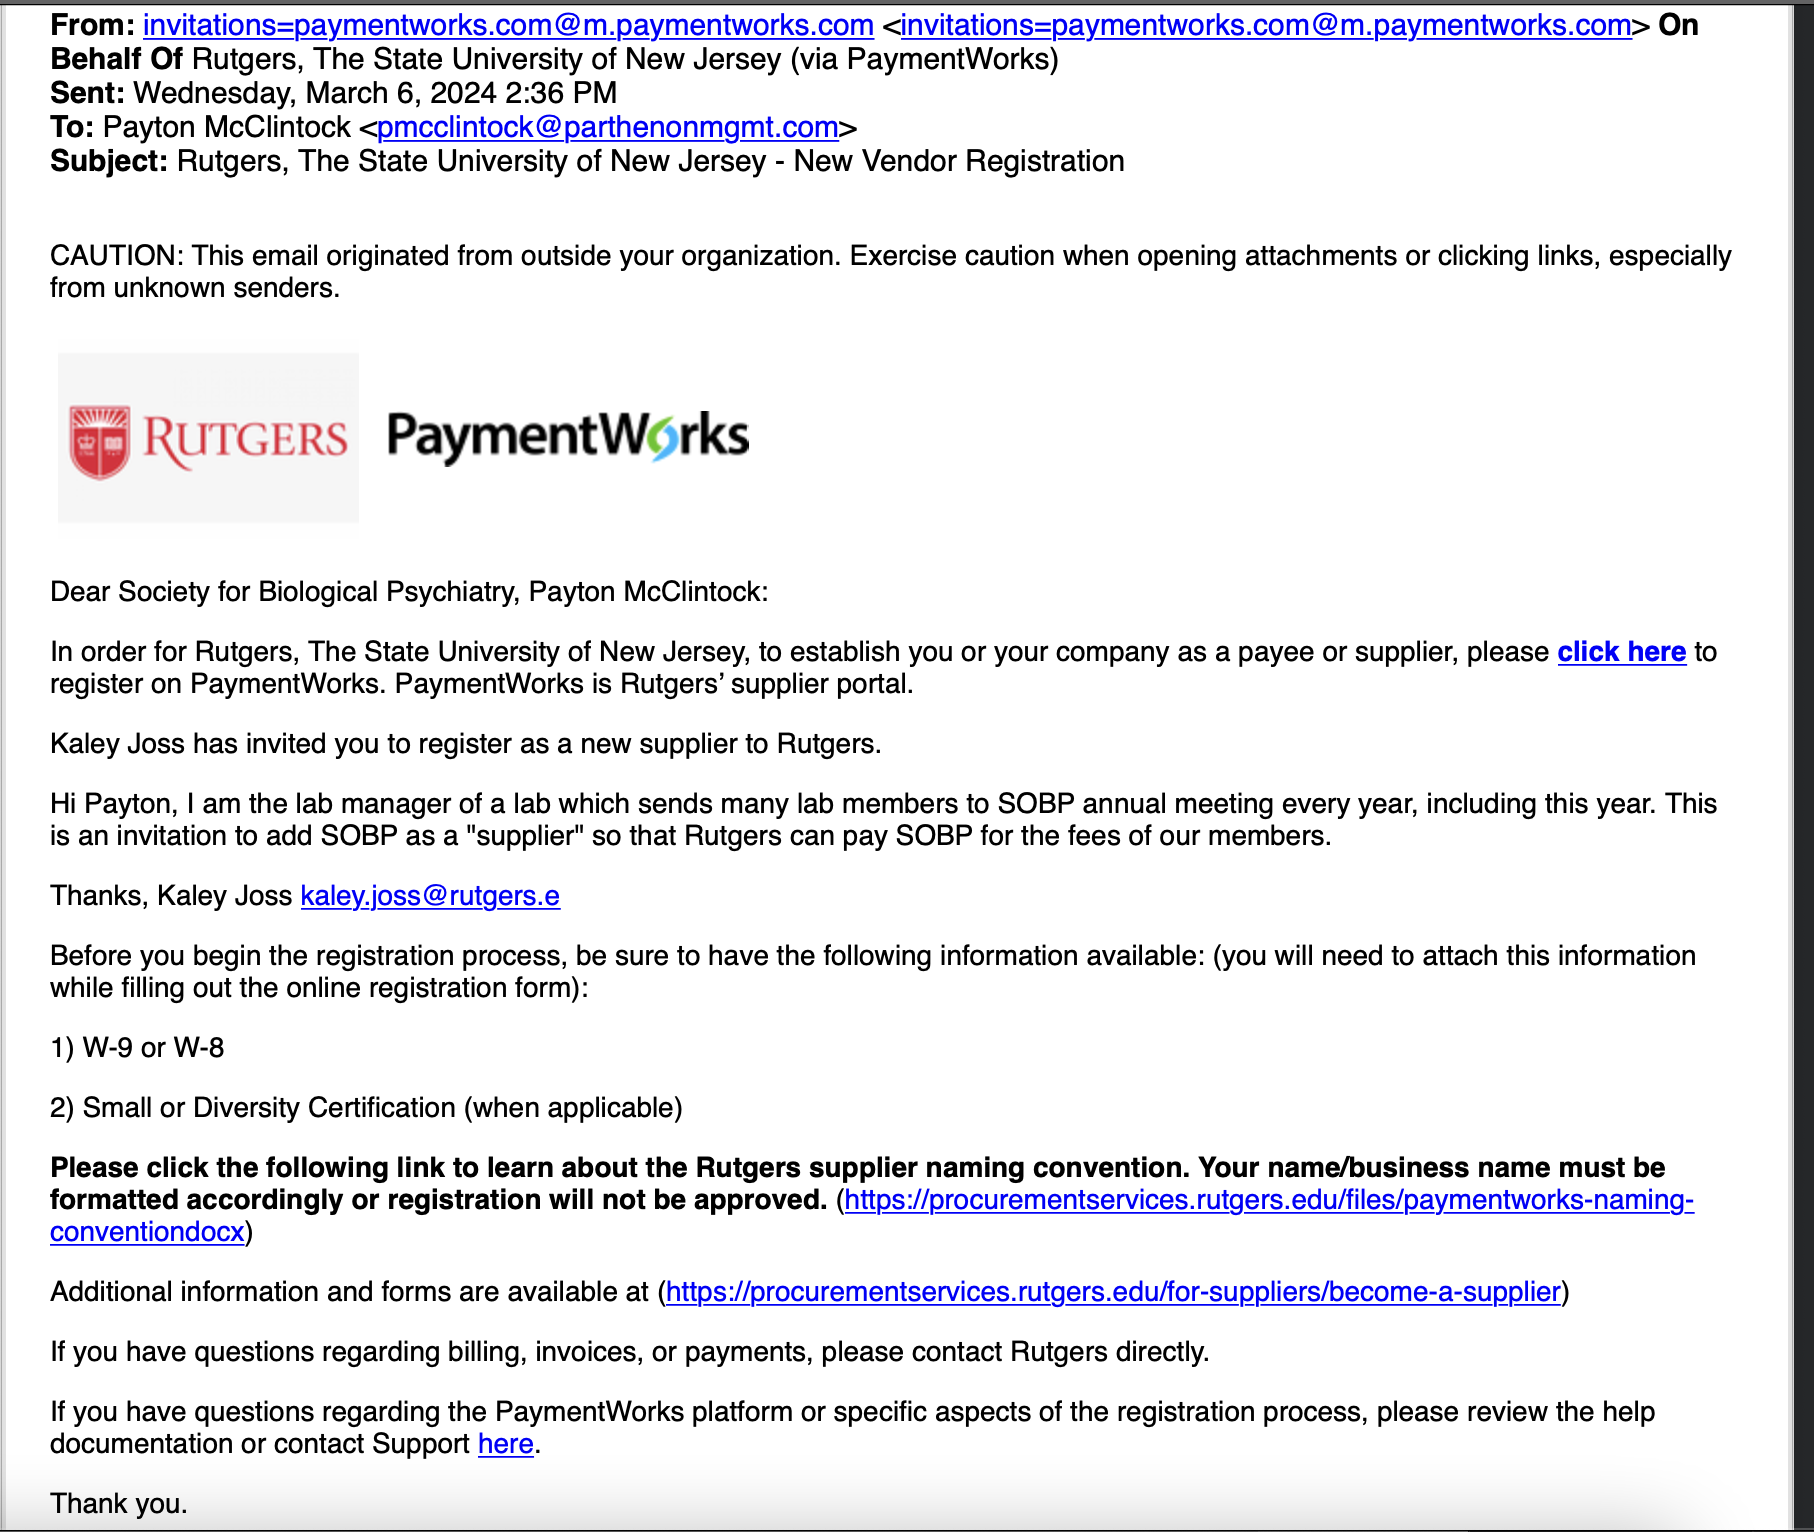 From: invitations=paymentworks.com@m.paymentworks.com <invitations=paymentworks.com@m.paymentworks.com> On
Behalf Of Rutgers, The State University of New Jersey (via PaymentWorks)
Sent: Wednesday, March 6, 2024 2:36 PM
To: Payton McClintock <pmcclintock@parthenonmgmt.com>
Subject: Rutgers, The State University of New Jersey - New Vendor Registration
CAUTION: This email originated from outside your organization. Exercise caution when opening attachments or clicking links, especially
from unknown senders.
RUTGERS PaymentWorks
Dear Society for Biological Psychiatry, Payton McClintock:
In order for Rutgers, The State University of New Jersey, to establish you or your company as a payee or supplier, please click here to
register on PaymentWorks. PaymentWorks is Rutgers’ supplier portal.
Kaley Joss has invited you to register as a new supplier to Rutgers.
Hi Payton, I am the lab manager of a lab which sends many lab members to SOBP annual meeting every year, including this year. This
is an invitation to add SOBP as a "supplier" so that Rutgers can pay SOBP for the fees of our members.
Thanks, Kaley Joss kaley.joss@rutgers.e
Before you begin the registration process, be sure to have the following information available: (you will need to attach this information
while filling out the online registration form):
1) W-9 or W-8
2) Small or Diversity Certification (when applicable)
Please click the following link to learn about the Rutgers supplier naming convention. Your name/business name must be
formatted accordingly or registration will not be approved. (https://procurementservices.rutgers.edu/files/paymentworks-naming-
conventiondocx)
Additional information and forms are available at (https://procurementservices.rutgers.edu/for-suppliers/become-a-supplier)
If you have questions regarding billing, invoices, or payments, please contact Rutgers directly.
If you have questions regarding the PaymentWorks platform or specific aspects of the registration process, please review the help
documentation or contact Support here.
Thank you.